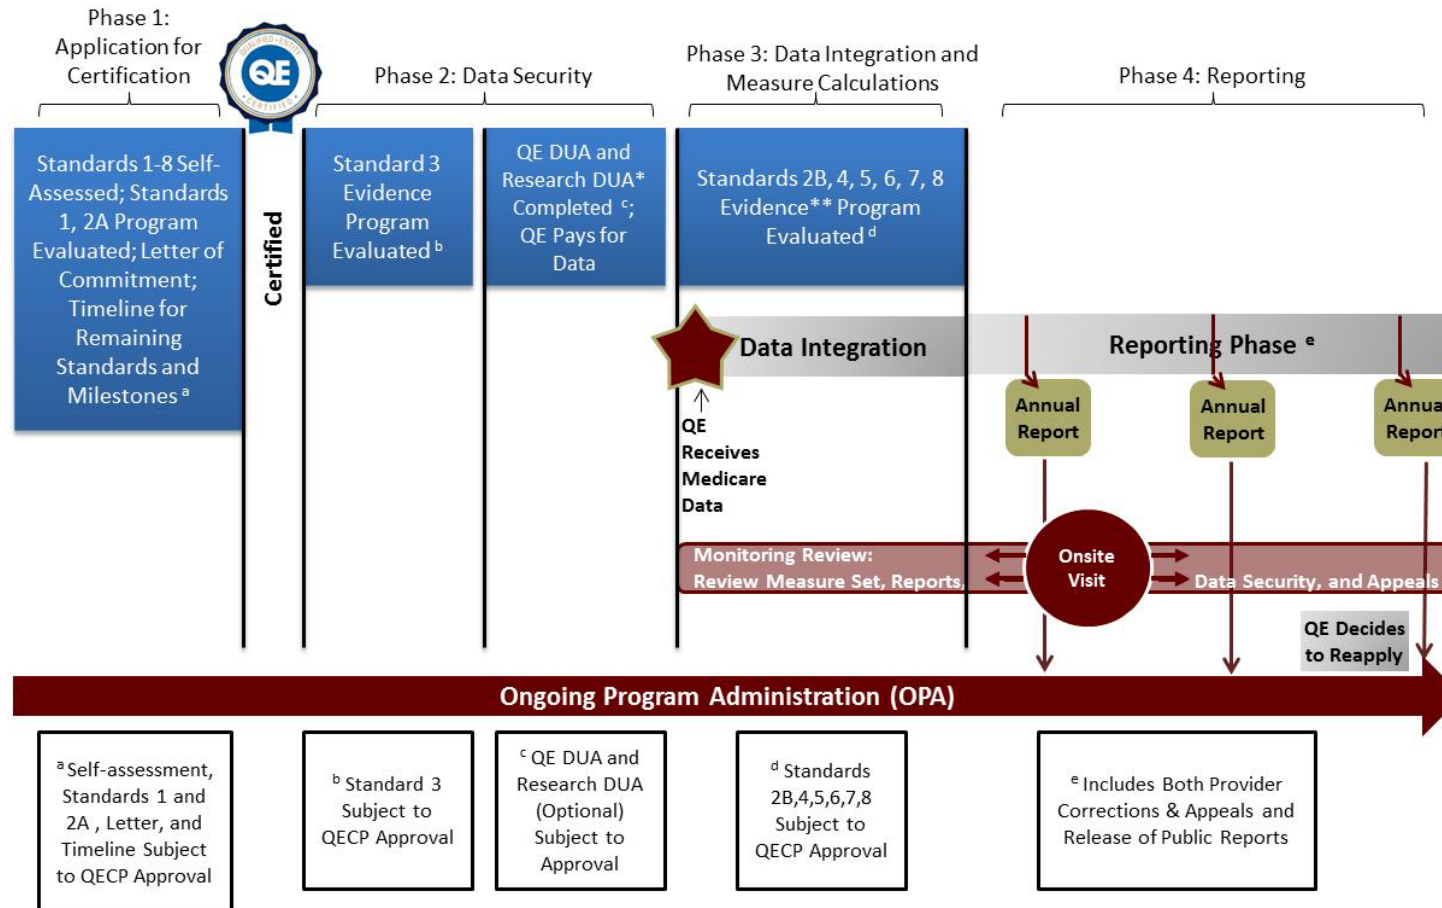 Phase 1:
Application for
Certification
QUALIFIED • ENTITY
QE
• CERTIFIED •
Phase 2: Data Security
Phase 3: Data Integration and
Measure Calculations
Phase 4: Reporting
Standards 1-8 Self-
Assessed; Standards
1, 2A Program
Evaluated; Letter of
Commitment;
Timeline for
Remaining
Standards and
Milestones a
Certified
Standard 3
Evidence
Program
Evaluated b
QE DUA and
Research DUA*
Completed c;
QE Pays for
Data
Standards 2B, 4, 5, 6, 7, 8
Evidence** Program
Evaluated d
Data Integration
Reporting Phase e
QE
Receives
Medicare
Data
Annual
Report
Annual
Report
Annual
Report
Monitoring Review:
Review Measure Set, Reports,
Onsite
Visit
Data Security, and Appeals
QE Decides
to Reapply
Ongoing Program Administration (OPA)
a Self-assessment,
Standards 1 and
2A , Letter, and
Timeline Subject
to QECP Approval
b Standard 3
Subject to
QECP Approval
c QE DUA and
Research DUA
(Optional)
Subject to
Approval
d Standards
2B,4,5,6,7,8
Subject to
QECP Approval
e Includes Both Provider
Corrections & Appeals and
Release of Public Reports